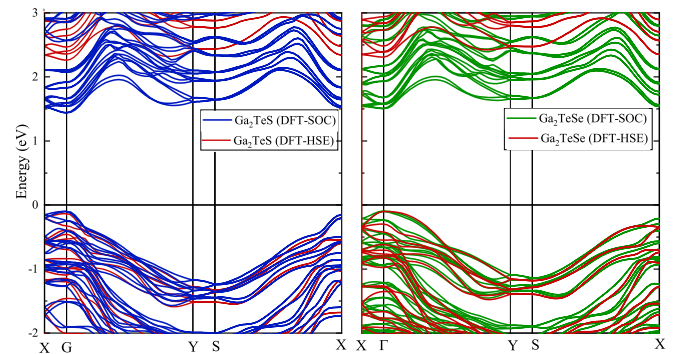 3
2
1
0
-1
-2
Energy (eV)
Ga₂TeS (DFT-SOC)
Ga₂TeS (DFT-HSE)
X G Y S X
Ga₂TeSe (DFT-SOC)
Ga₂TeSe (DFT-HSE)
X Γ Y S X